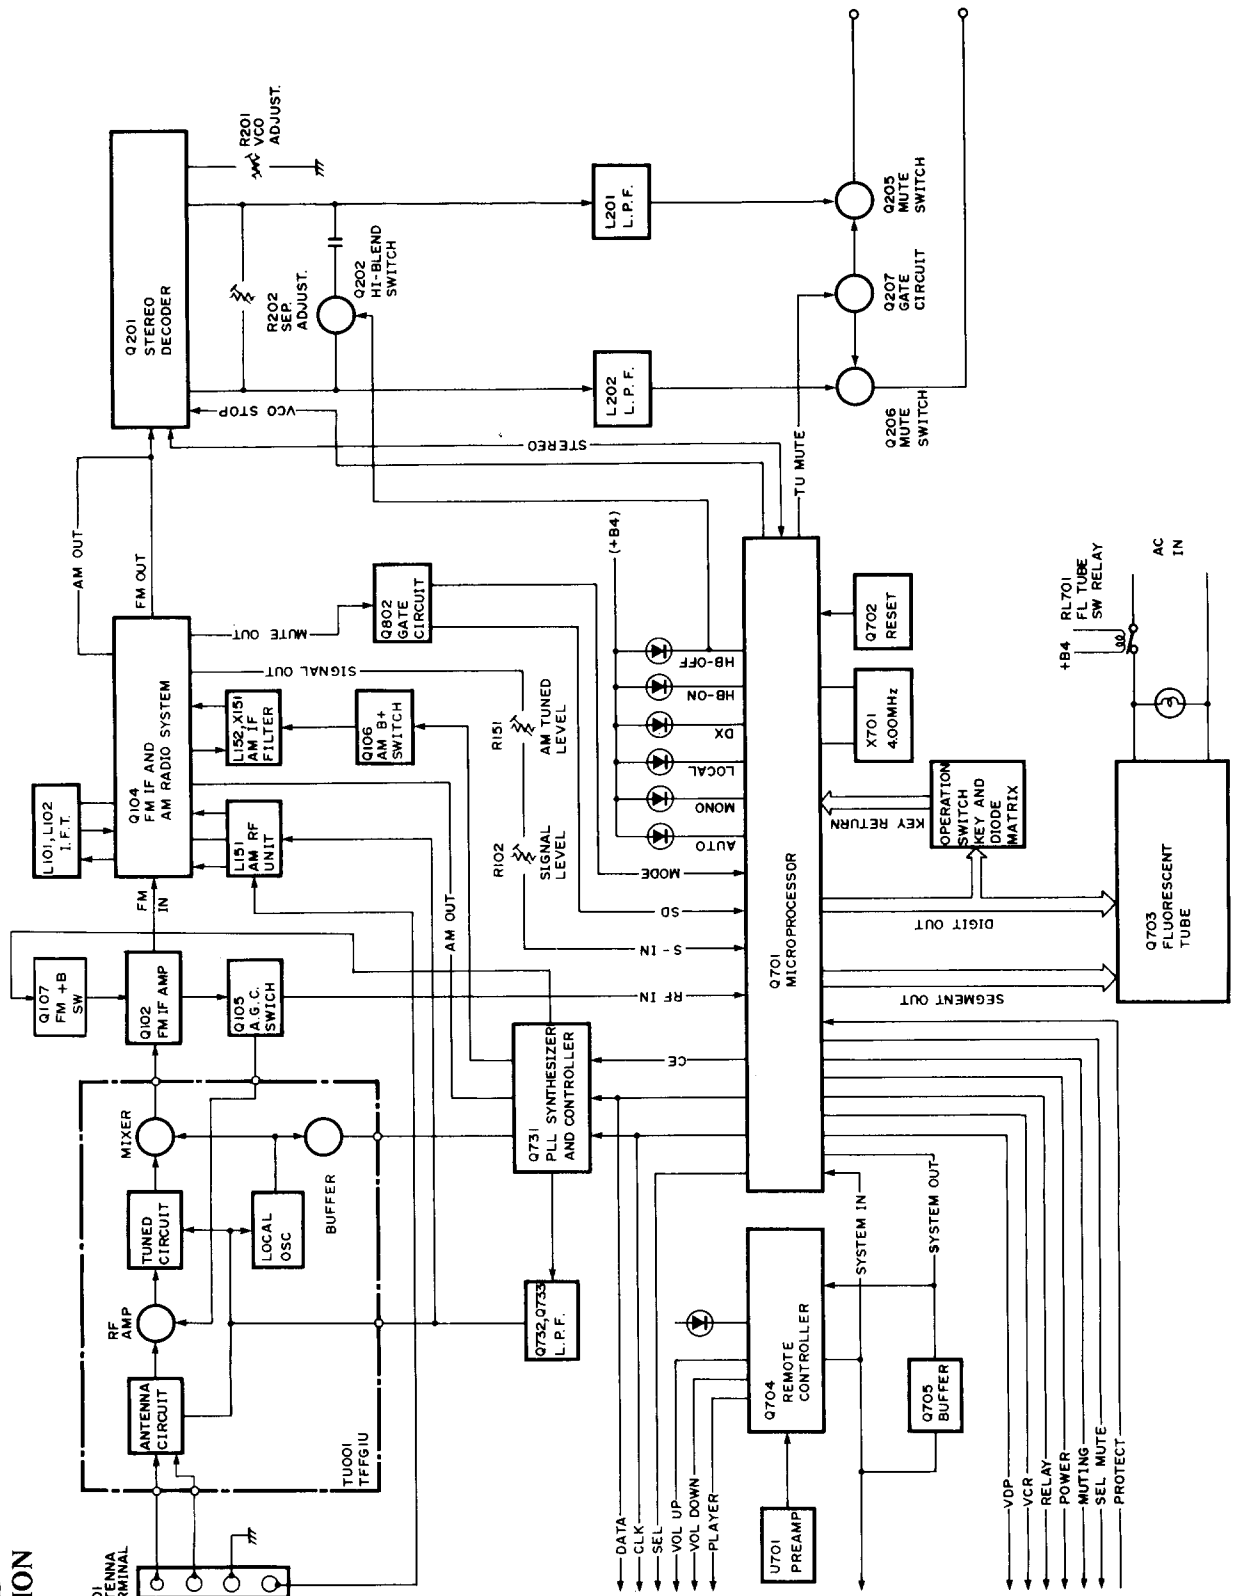 ION
01
TENNA
RMINAL
ANTENNA
CIRCUIT
RF
AMP
TUNED
CIRCUIT
MIXER
LOCAL
OSC
BUFFER
TU001
TFFG1U
Q107
FM +B
SW
Q102
FM IF AMP
Q105
A.G.C.
SWICH
FM
IN
L101, L102
I.F.T.
Q104
FM IF AND
AM RADIO SYSTEM
L151
AM RF
UNIT
L152, X151
AM IF
FILTER
Q106
AM B+
SWITCH
AM OUT
FM OUT
MUTE OUT
SIGNAL OUT
Q802
GATE
CIRCUIT
Q201
STEREO
DECODER
R201
VCO
ADJUST.
R202
SEP.
ADJUST.
Q202
HI-BLEND
SWITCH
VCO STOP
STEREO
L202
L.P.F.
L201
L.P.F.
Q206
MUTE
SWITCH
Q207
GATE
CIRCUIT
Q205
MUTE
SWITCH
TU MUTE
R102
SIGNAL
LEVEL
R151
AM TUNED
LEVEL
AM OUT
RF IN
S-IN
SD
MODE
AUTO
MONO
LOCAL
DX
HB-ON
HB-OFF
(+B4)
Q732, Q733
L.P.F.
Q731
PLL SYNTHESIZER
AND CONTROLLER
CE
Q701
MICROPROCESSOR
X701
4.00MHz
Q702
RESET
KEY RETURN
OPERATION
SWITCH
KEY AND
DIODE
MATRIX
DIGIT OUT
SEGMENT OUT
Q703
FLUORESCENT
TUBE
+B4
RL701
FL TUBE
SW RELAY
AC
IN
U701
PREAMP
Q704
REMOTE
CONTROLLER
Q705
BUFFER
SYSTEM IN
SYSTEM OUT
DATA
CLK
SEL
VOL UP
VOL DOWN
PLAYER
VDP
VCR
RELAY
POWER
MUTING
SEL MUTE
PROTECT